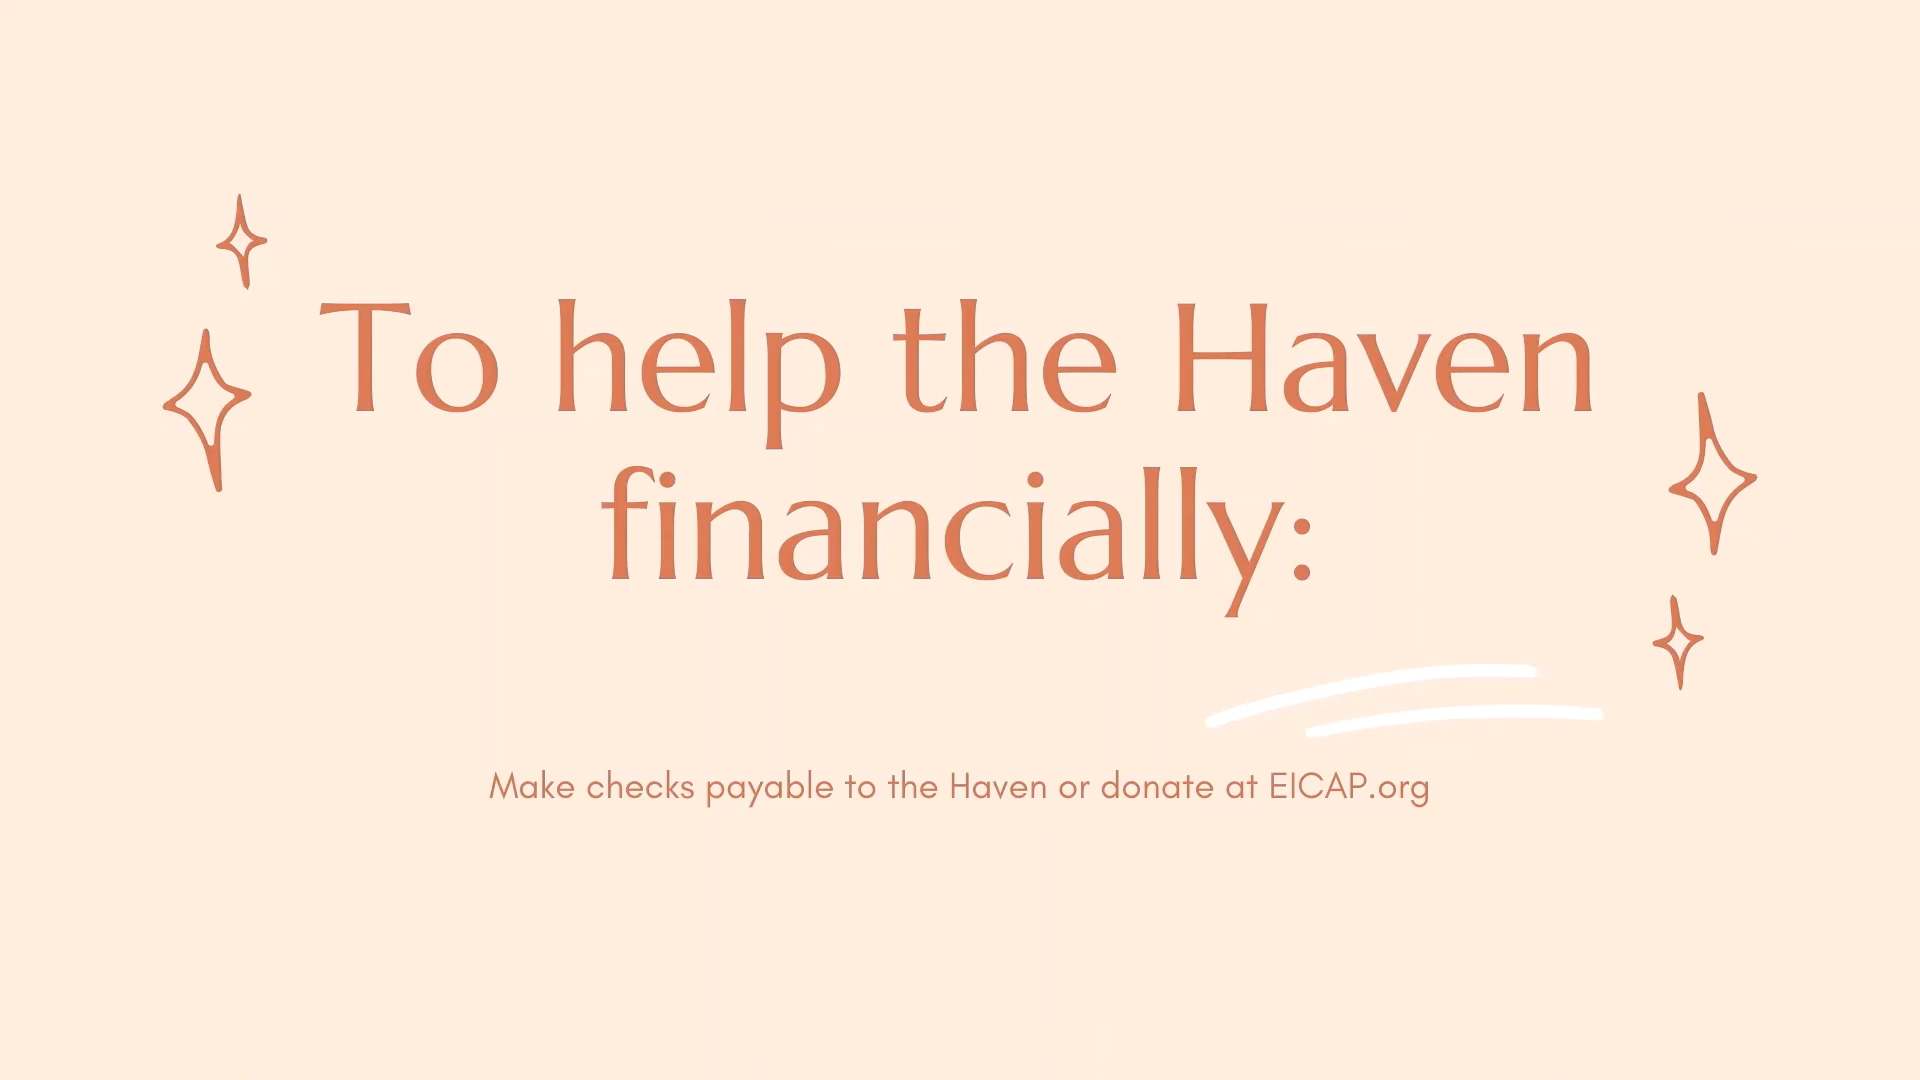 To help the Haven
financially:
Make checks payable to the Haven or donate at EICAP.org